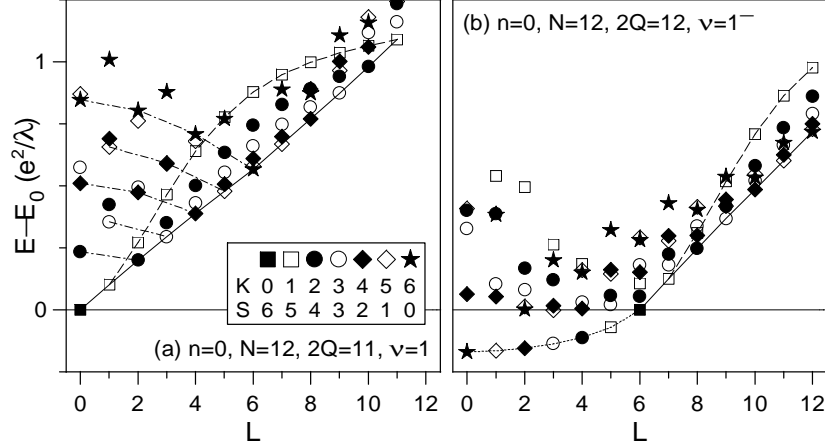 (b) n=0, N=12, 2Q=12, ν=1⁻
1
E–E₀ (e²/λ)
0
K 0 1 2 3 4 5 6
S 6 5 4 3 2 1 0
(a) n=0, N=12, 2Q=11, ν=1
0 2 4 6 8 10 12
0 2 4 6 8 10 12
L
L